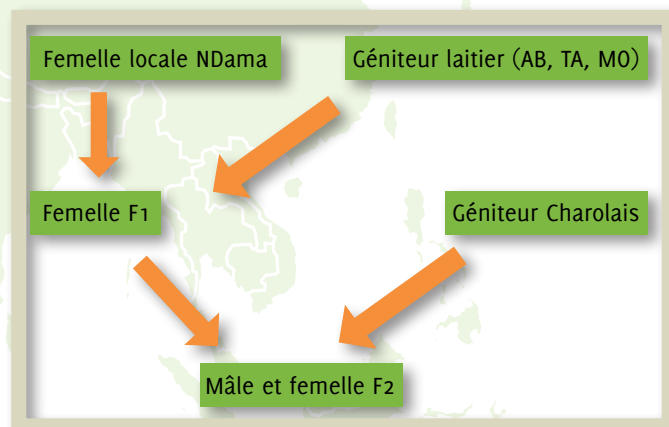 Femelle locale NDama
Géniteur laitier (AB, TA, MO)
Femelle F1
Géniteur Charolais
Mâle et femelle F2